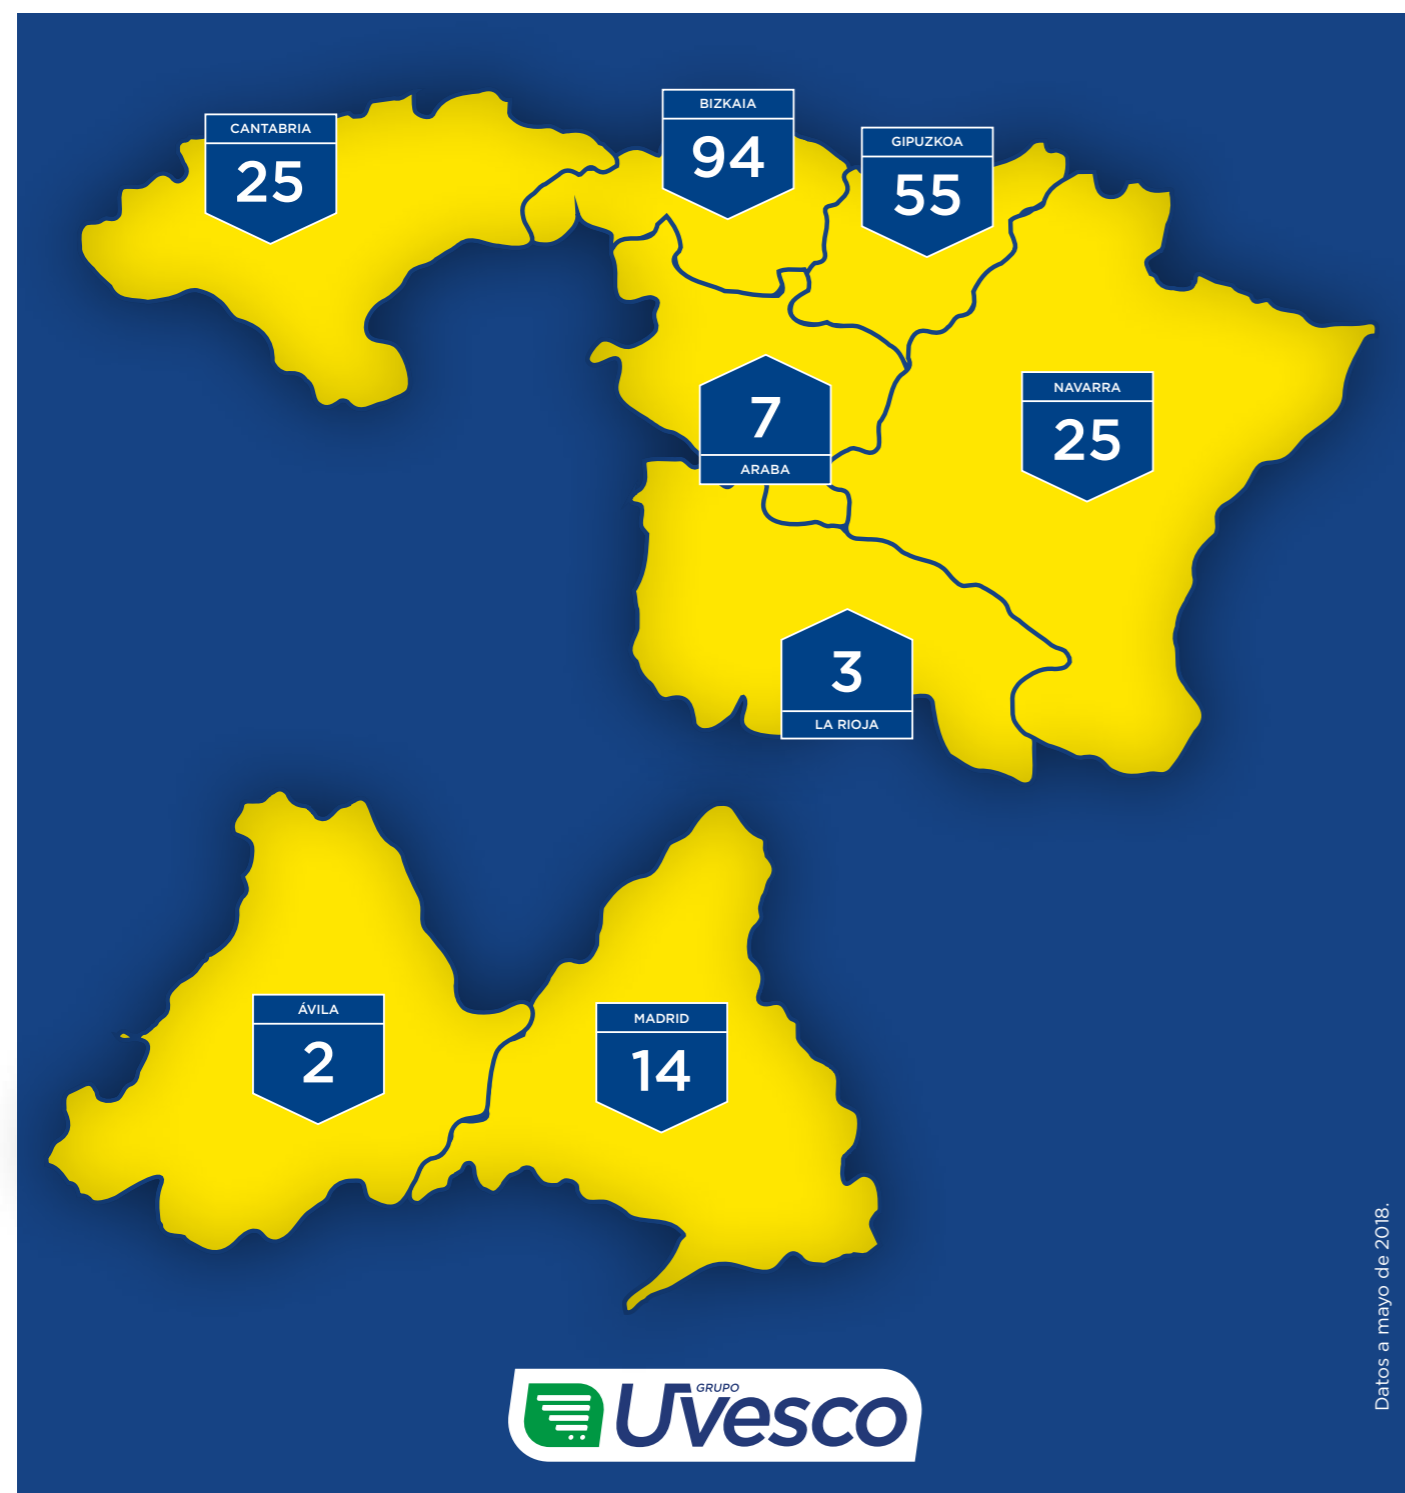 CANTABRIA
25
BIZKAIA
94
GIPUZKOA
55
7
ARABA
NAVARRA
25
3
LA RIOJA
ÁVILA
2
MADRID
14
Datos a mayo de 2018.
GRUPO
Uvesco